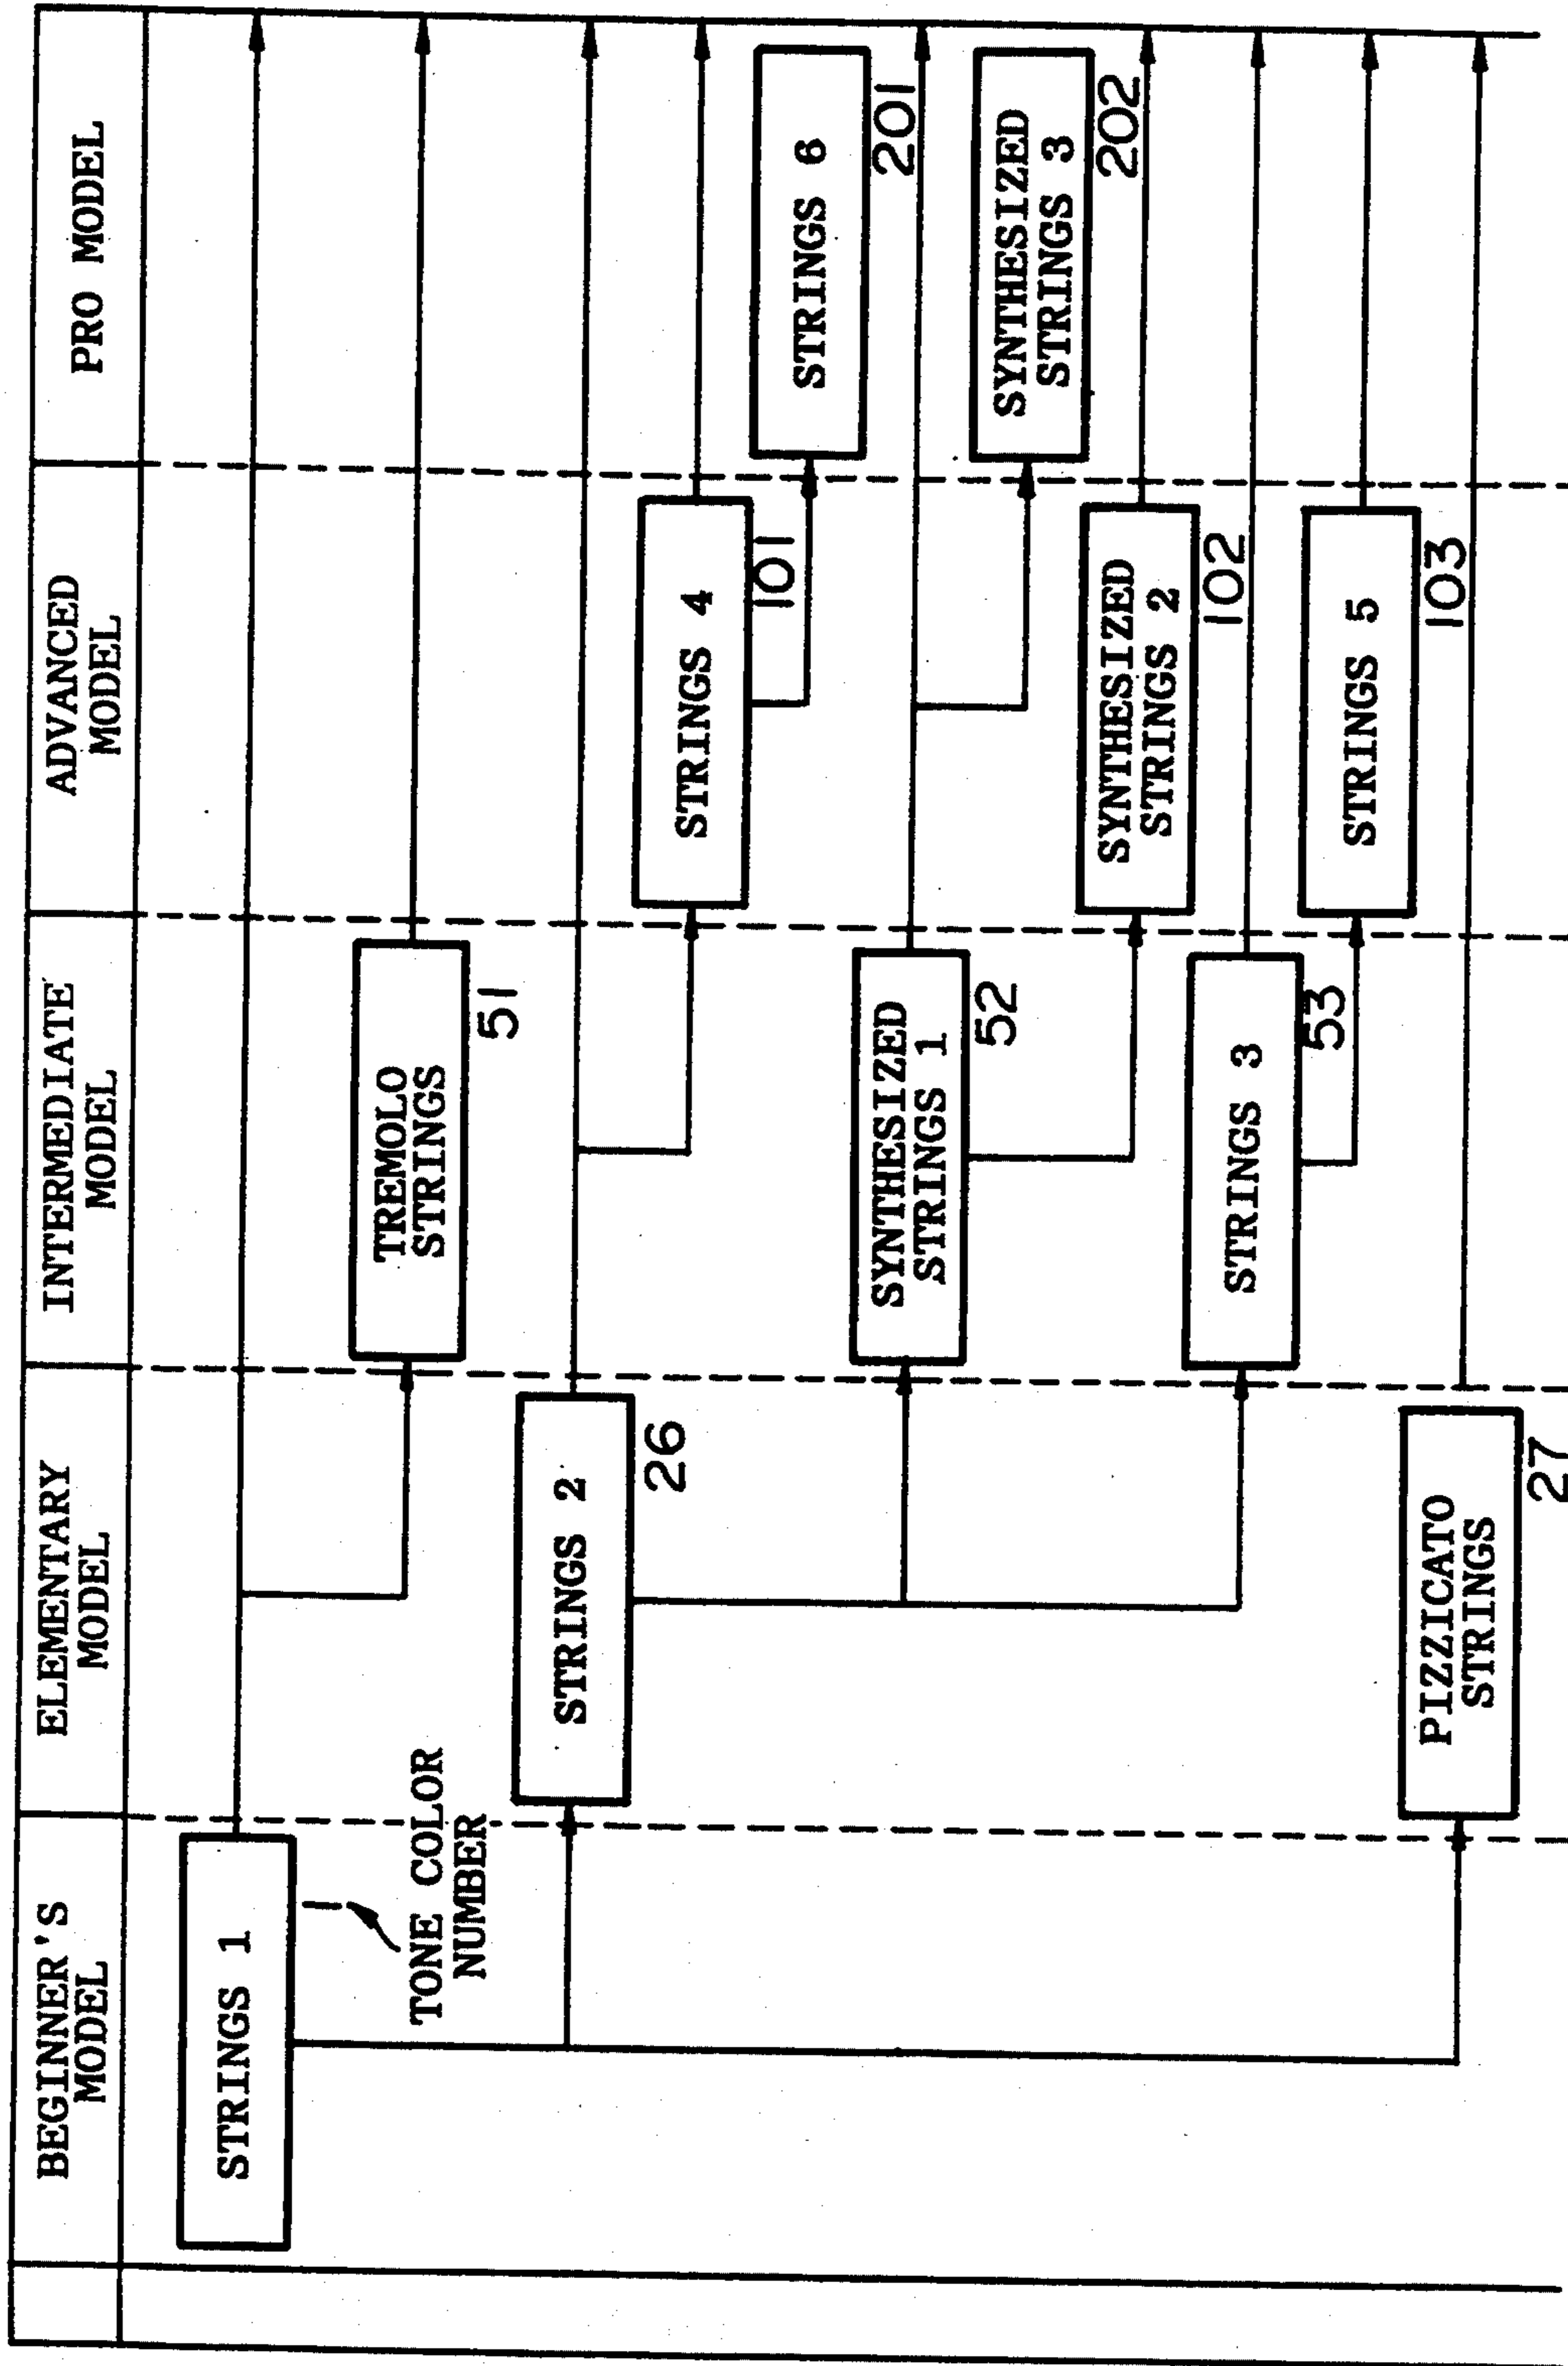 BEGINNER'S
MODEL
ELEMENTARY
MODEL
INTERMEDIATE
MODEL
ADVANCED
MODEL
PRO MODEL
STRINGS 1
1
TONE COLOR
NUMBER
TREMOLO
STRINGS
51
STRINGS 2
26
STRINGS 4
101
STRINGS 6
201
SYNTHESIZED
STRINGS 1
52
SYNTHESIZED
STRINGS 3
202
SYNTHESIZED
STRINGS 2
102
STRINGS 3
53
STRINGS 5
103
PIZZICATO
STRINGS
27